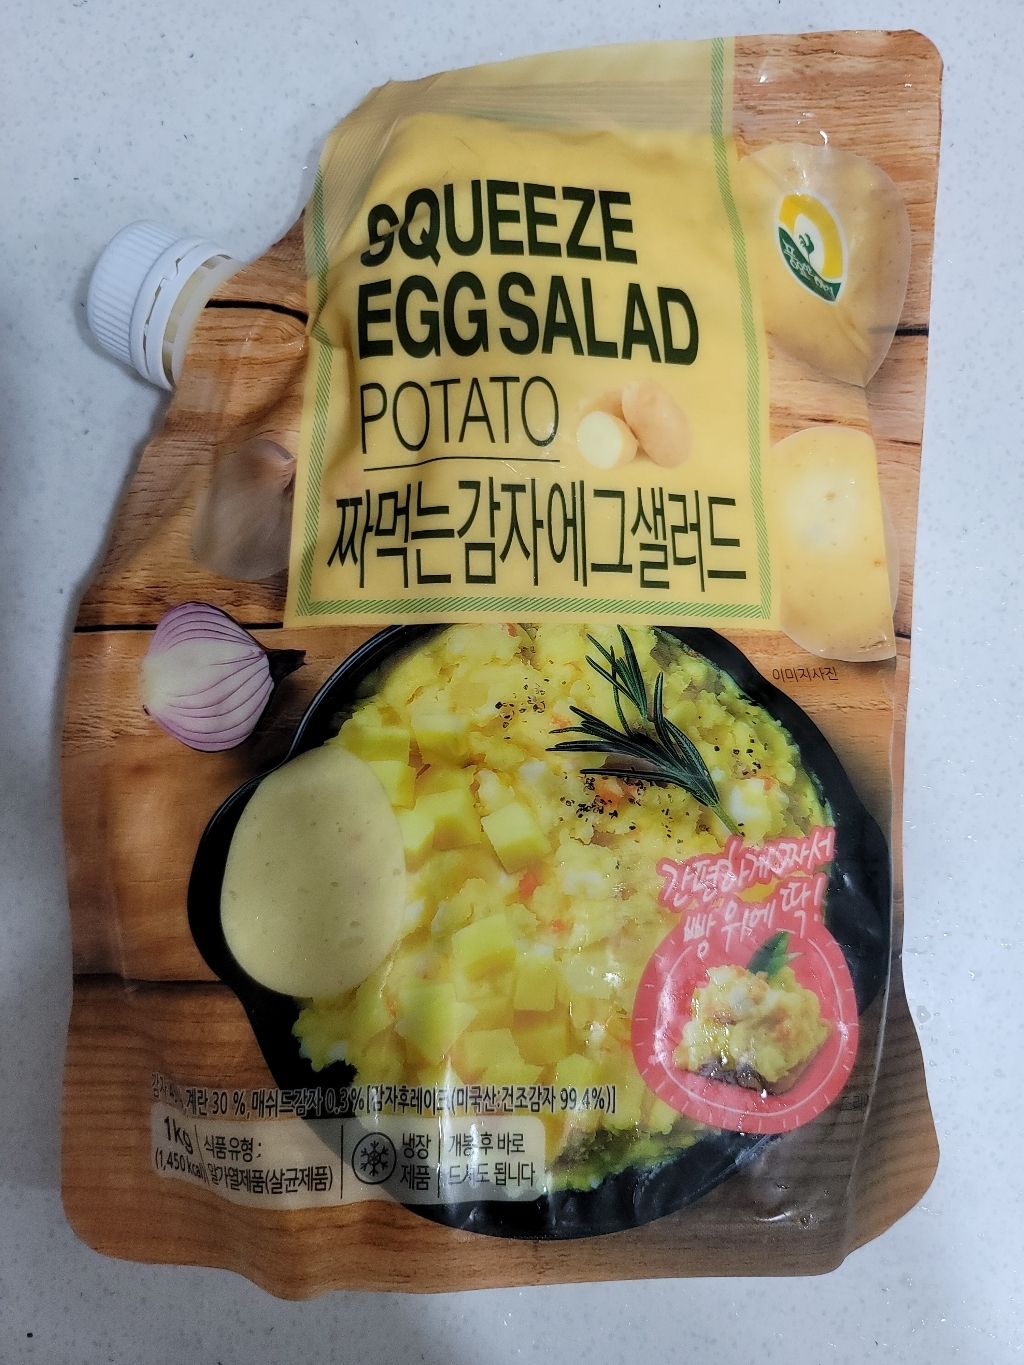 SQUEEZE
EGG SALAD
POTATO
짜먹는감자에그샐러드
이미지사진
간편하게 짜서
빵 위에 딱!
감자, 계란 30 %, 매쉬드감자 0.3%[감자후레이크(미국산:건조감자 99.4%)]
1kg
(1,450 kcal)
식품유형 :
알가열제품(살균제품)
냉장
제품
개봉 후 바로
드셔도 됩니다